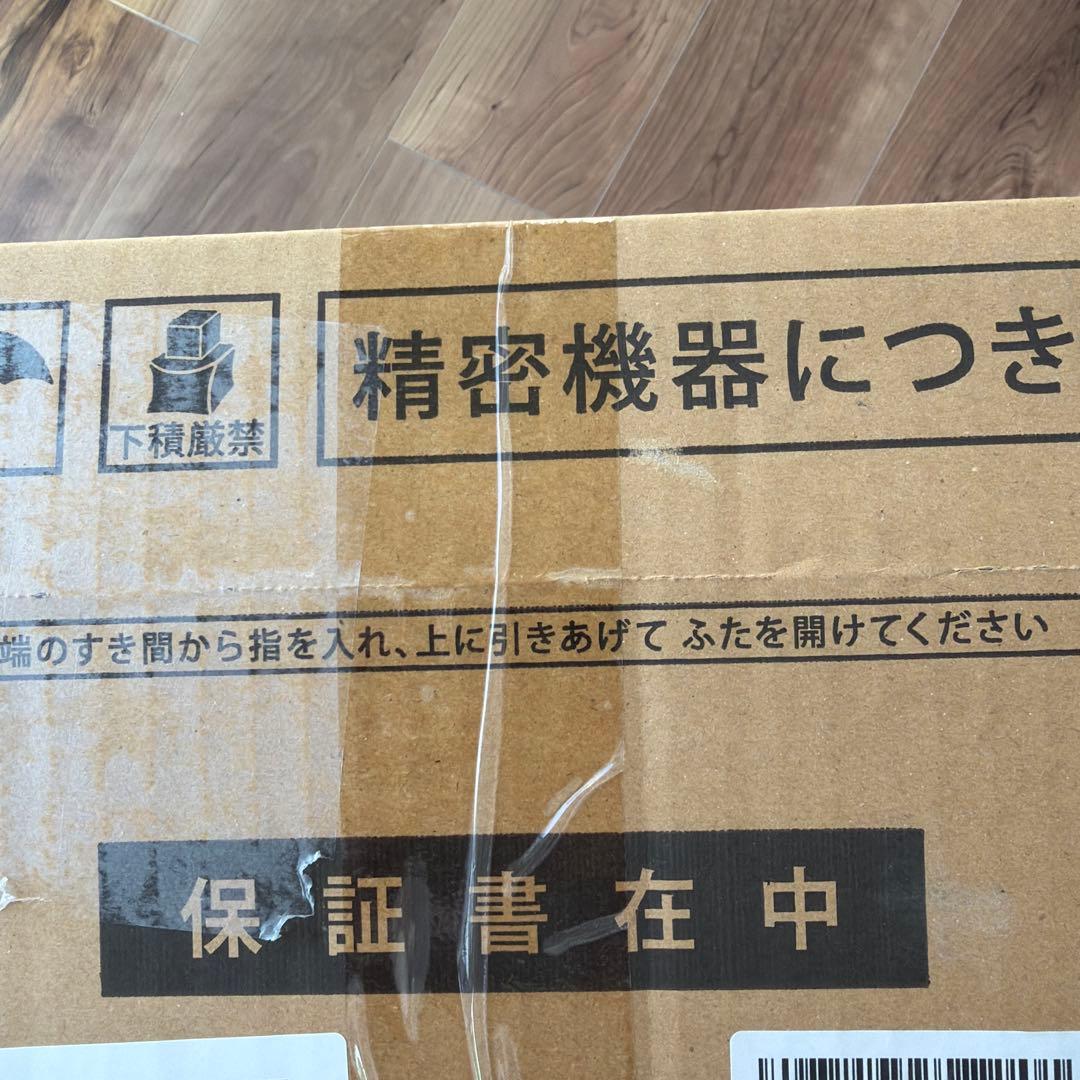 下積厳禁
精密機器につき
端のすき間から指を入れ、上に引きあげて ふたを開けてください
保証書在中